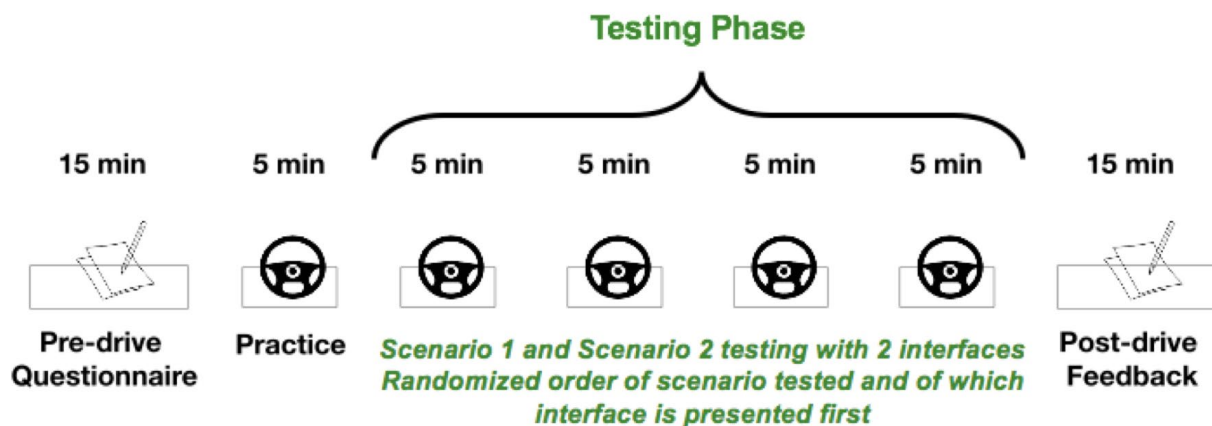 Testing Phase
15 min
5 min
5 min
5 min
5 min
5 min
15 min
Pre-drive
Questionnaire
Practice
Scenario 1 and Scenario 2 testing with 2 interfaces
Randomized order of scenario tested and of which
interface is presented first
Post-drive
Feedback